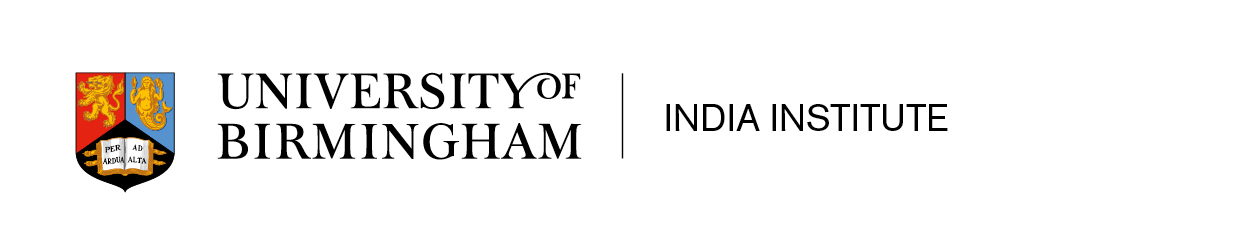 PER AD
ARDUA ALTA
UNIVERSITY OF
BIRMINGHAM
INDIA INSTITUTE